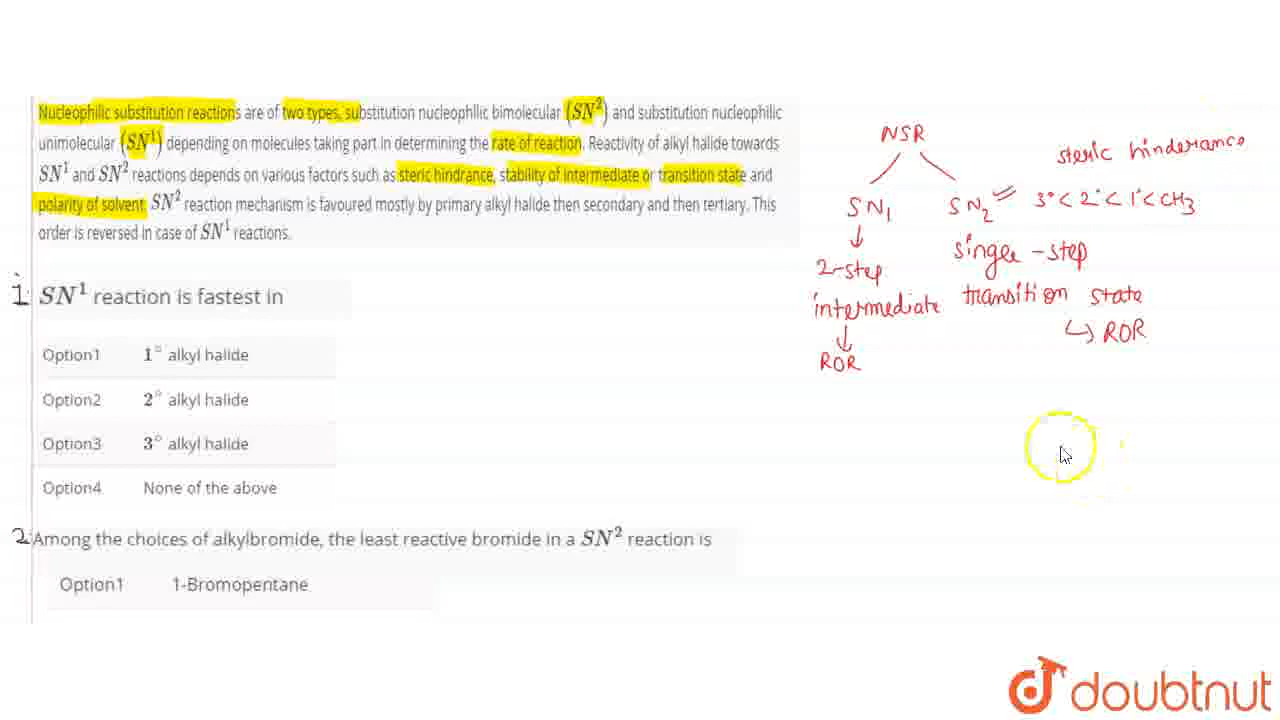 Nucleophilic substitution reactions are of two types, substitution nucleophilic bimolecular (SN²) and substitution nucleophilic
unimolecular (SN¹) depending on molecules taking part in determining the rate of reaction. Reactivity of alkyl halide towards
SN¹ and SN² reactions depends on various factors such as steric hindrance, stability of intermediate or transition state and
polarity of solvent. SN² reaction mechanism is favoured mostly by primary alkyl halide then secondary and then tertiary. This
order is reversed in case of SN¹ reactions.
1. SN¹ reaction is fastest in
Option1 1° alkyl halide
Option2 2° alkyl halide
Option3 3° alkyl halide
Option4 None of the above
2. Among the choices of alkylbromide, the least reactive bromide in a SN² reaction is
Option1 1-Bromopentane
NSR
steric hinderance
SN₁
SN₂ 3° < 2° < 1° < CH₃
2-step
intermediate
↓
ROR
singee-step
transition state
↳ ROR
doubtnut